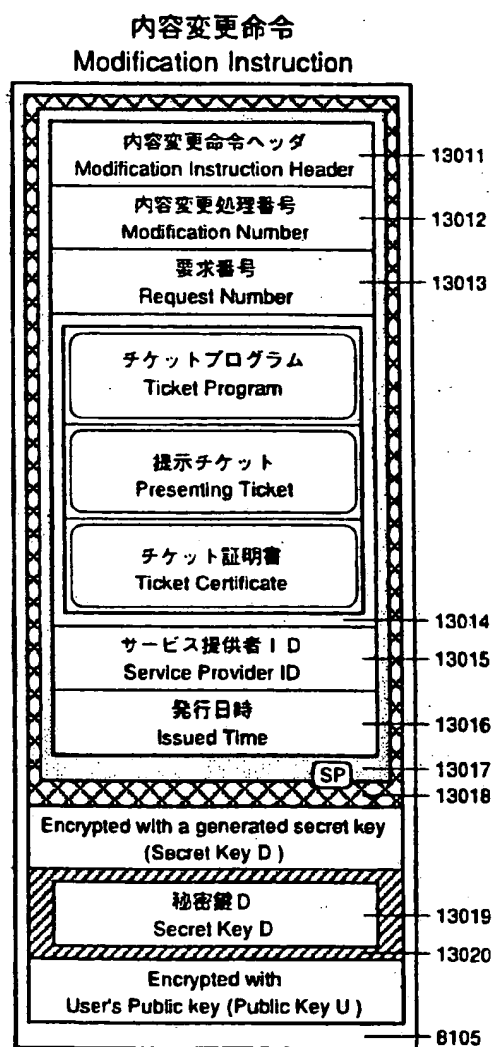 内容変更命令
Modification Instruction
内容変更命令ヘッダ
Modification Instruction Header
13011
内容変更処理番号
Modification Number
13012
要求番号
Request Number
13013
チケットプログラム
Ticket Program
提示チケット
Presenting Ticket
チケット証明書
Ticket Certificate
13014
サービス提供者ＩＤ
Service Provider ID
13015
発行日時
Issued Time
13016
SP
13017
13018
Encrypted with a generated secret key
(Secret Key D )
秘密鍵D
Secret Key D
13019
13020
Encrypted with
User's Public key (Public Key U )
8105